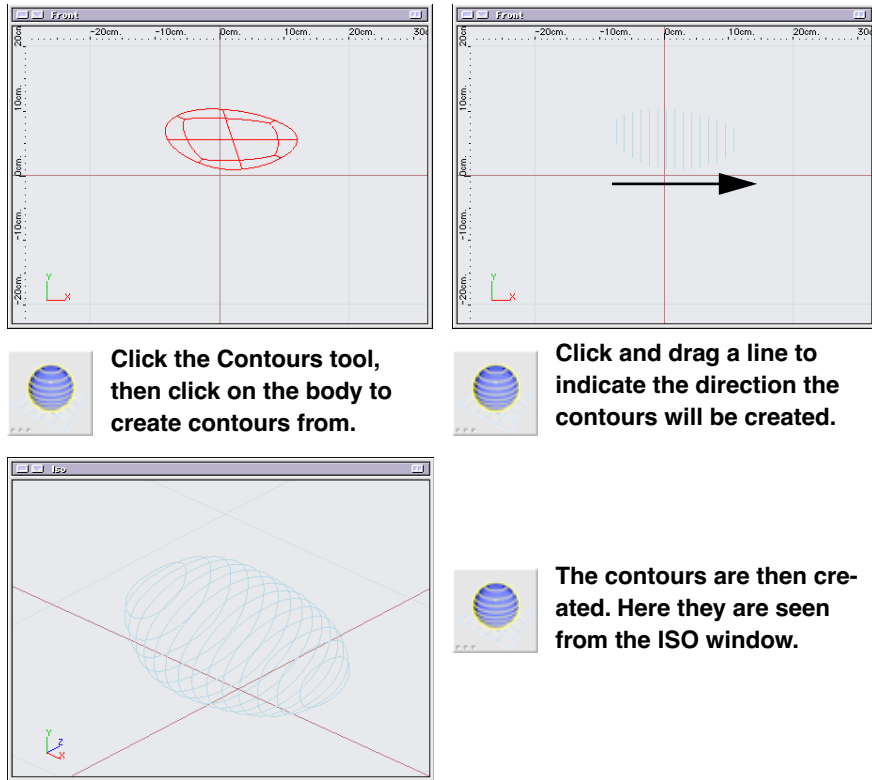 Front
-20cm. -10cm. 0cm. 10cm. 20cm. 30c
20cm
10cm.
0cm.
-10cm.
-20cm.
Y
X
Front
-20cm. -10cm. 0cm. 10cm. 20cm. 30c
20cm
10cm.
0cm.
-10cm.
-20cm.
Y
X
Click the Contours tool,
then click on the body to
create contours from.
Click and drag a line to
indicate the direction the
contours will be created.
Iso
Y
Z
X
The contours are then cre-
ated. Here they are seen
from the ISO window.